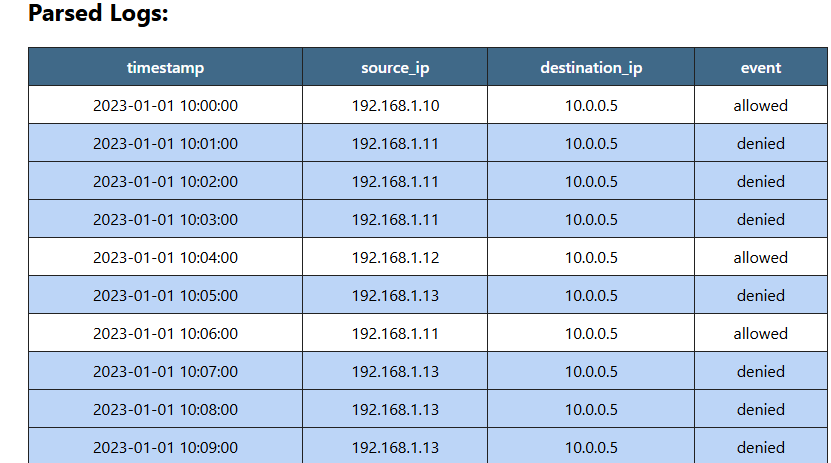 Parsed Logs:
timestamp source_ip destination_ip event
2023-01-01 10:00:00 192.168.1.10 10.0.0.5 allowed
2023-01-01 10:01:00 192.168.1.11 10.0.0.5 denied
2023-01-01 10:02:00 192.168.1.11 10.0.0.5 denied
2023-01-01 10:03:00 192.168.1.11 10.0.0.5 denied
2023-01-01 10:04:00 192.168.1.12 10.0.0.5 allowed
2023-01-01 10:05:00 192.168.1.13 10.0.0.5 denied
2023-01-01 10:06:00 192.168.1.11 10.0.0.5 allowed
2023-01-01 10:07:00 192.168.1.13 10.0.0.5 denied
2023-01-01 10:08:00 192.168.1.13 10.0.0.5 denied
2023-01-01 10:09:00 192.168.1.13 10.0.0.5 denied